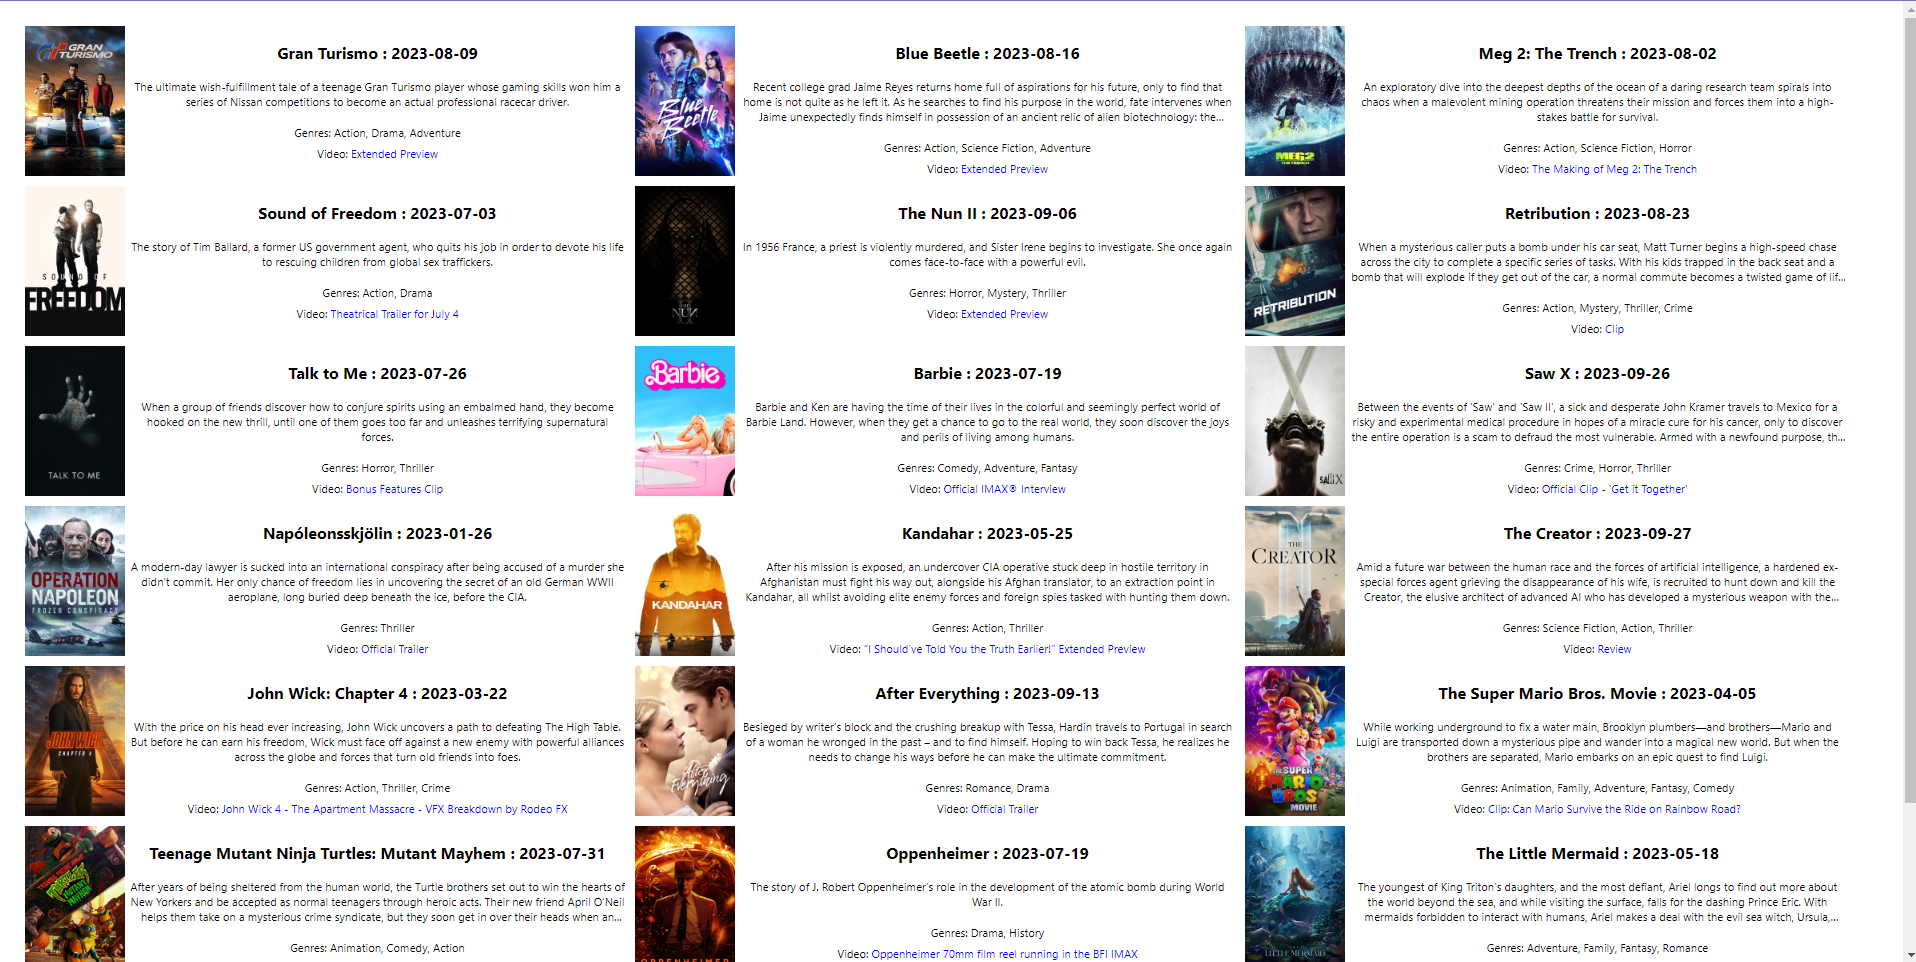 GRAN TURISMO
Gran Turismo : 2023-08-09
The ultimate wish-fulfillment tale of a teenage Gran Turismo player whose gaming skills won him a
series of Nissan competitions to become an actual professional racecar driver.
Genres: Action, Drama, Adventure
Video: Extended Preview
Blue Beetle
Blue Beetle : 2023-08-16
Recent college grad Jaime Reyes returns home full of aspirations for his future, only to find that
home is not quite as he left it. As he searches to find his purpose in the world, fate intervenes when
Jaime unexpectedly finds himself in possession of an ancient relic of alien biotechnology: the...
Genres: Action, Science Fiction, Adventure
Video: Extended Preview
MEG2
THE TRENCH
Meg 2: The Trench : 2023-08-02
An exploratory dive into the deepest depths of the ocean of a daring research team spirals into
chaos when a malevolent mining operation threatens their mission and forces them into a high-
stakes battle for survival.
Genres: Action, Science Fiction, Horror
Video: The Making of Meg 2: The Trench
SOUND OF
FREEDOM
Sound of Freedom : 2023-07-03
The story of Tim Ballard, a former US government agent, who quits his job in order to devote his life
to rescuing children from global sex traffickers.
Genres: Action, Drama
Video: Theatrical Trailer for July 4
THE NUN II
The Nun II : 2023-09-06
In 1956 France, a priest is violently murdered, and Sister Irene begins to investigate. She once again
comes face-to-face with a powerful evil.
Genres: Horror, Mystery, Thriller
Video: Extended Preview
RETRIBUTION
Retribution : 2023-08-23
When a mysterious caller puts a bomb under his car seat, Matt Turner begins a high-speed chase
across the city to complete a specific series of tasks. With his kids trapped in the back seat and a
bomb that will explode if they get out of the car, a normal commute becomes a twisted game of lif...
Genres: Action, Mystery, Thriller, Crime
Video: Clip
TALK TO ME
Talk to Me : 2023-07-26
When a group of friends discover how to conjure spirits using an embalmed hand, they become
hooked on the new thrill, until one of them goes too far and unleashes terrifying supernatural
forces.
Genres: Horror, Thriller
Video: Bonus Features Clip
Barbie
Barbie : 2023-07-19
Barbie and Ken are having the time of their lives in the colorful and seemingly perfect world of
Barbie Land. However, when they get a chance to go to the real world, they soon discover the joys
and perils of living among humans.
Genres: Comedy, Adventure, Fantasy
Video: Official IMAX® Interview
SAW X
Saw X : 2023-09-26
Between the events of 'Saw' and 'Saw II', a sick and desperate John Kramer travels to Mexico for a
risky and experimental medical procedure in hopes of a miracle cure for his cancer, only to discover
the entire operation is a scam to defraud the most vulnerable. Armed with a newfound purpose, th...
Genres: Crime, Horror, Thriller
Video: Official Clip - 'Get it Together'
OPERATION
NAPOLEON
FROZEN CONSPIRACY
Napóleonsskjölin : 2023-01-26
A modern-day lawyer is sucked into an international conspiracy after being accused of a murder she
didn't commit. Her only chance of freedom lies in uncovering the secret of an old German WWII
aeroplane, long buried deep beneath the ice, before the CIA.
Genres: Thriller
Video: Official Trailer
KANDAHAR
Kandahar : 2023-05-25
After his mission is exposed, an undercover CIA operative stuck deep in hostile territory in
Afghanistan must fight his way out, alongside his Afghan translator, to an extraction point in
Kandahar, all whilst avoiding elite enemy forces and foreign spies tasked with hunting them down.
Genres: Action, Thriller
Video: "I Should've Told You the Truth Earlier!" Extended Preview
THE
CREATOR
The Creator : 2023-09-27
Amid a future war between the human race and the forces of artificial intelligence, a hardened ex-
special forces agent grieving the disappearance of his wife, is recruited to hunt down and kill the
Creator, the elusive architect of advanced AI who has developed a mysterious weapon with the...
Genres: Science Fiction, Action, Thriller
Video: Review
JOHN WICK
CHAPTER 4
John Wick: Chapter 4 : 2023-03-22
With the price on his head ever increasing, John Wick uncovers a path to defeating The High Table.
But before he can earn his freedom, Wick must face off against a new enemy with powerful alliances
across the globe and forces that turn old friends into foes.
Genres: Action, Thriller, Crime
Video: John Wick 4 - The Apartment Massacre - VFX Breakdown by Rodeo FX
After
Everything
After Everything : 2023-09-13
Besieged by writer's block and the crushing breakup with Tessa, Hardin travels to Portugal in search
of a woman he wronged in the past – and to find himself. Hoping to win back Tessa, he realizes he
needs to change his ways before he can make the ultimate commitment.
Genres: Romance, Drama
Video: Official Trailer
THE SUPER
MARIO
BROS.
MOVIE
The Super Mario Bros. Movie : 2023-04-05
While working underground to fix a water main, Brooklyn plumbers—and brothers—Mario and
Luigi are transported down a mysterious pipe and wander into a magical new world. But when the
brothers are separated, Mario embarks on an epic quest to find Luigi.
Genres: Animation, Family, Adventure, Fantasy, Comedy
Video: Clip: Can Mario Survive the Ride on Rainbow Road?
Teenage Mutant Ninja Turtles: Mutant Mayhem : 2023-07-31
After years of being sheltered from the human world, the Turtle brothers set out to win the hearts of
New Yorkers and be accepted as normal teenagers through heroic acts. Their new friend April O'Neil
helps them take on a mysterious crime syndicate, but they soon get in over their heads when an...
Genres: Animation, Comedy, Action
OPPENHEIMER
Oppenheimer : 2023-07-19
The story of J. Robert Oppenheimer's role in the development of the atomic bomb during World
War II.
Genres: Drama, History
Video: Oppenheimer 70mm film reel running in the BFI IMAX
LITTLE MERMAID
The Little Mermaid : 2023-05-18
The youngest of King Triton's daughters, and the most defiant, Ariel longs to find out more about
the world beyond the sea, and while visiting the surface, falls for the dashing Prince Eric. With
mermaids forbidden to interact with humans, Ariel makes a deal with the evil sea witch, Ursula,...
Genres: Adventure, Family, Fantasy, Romance